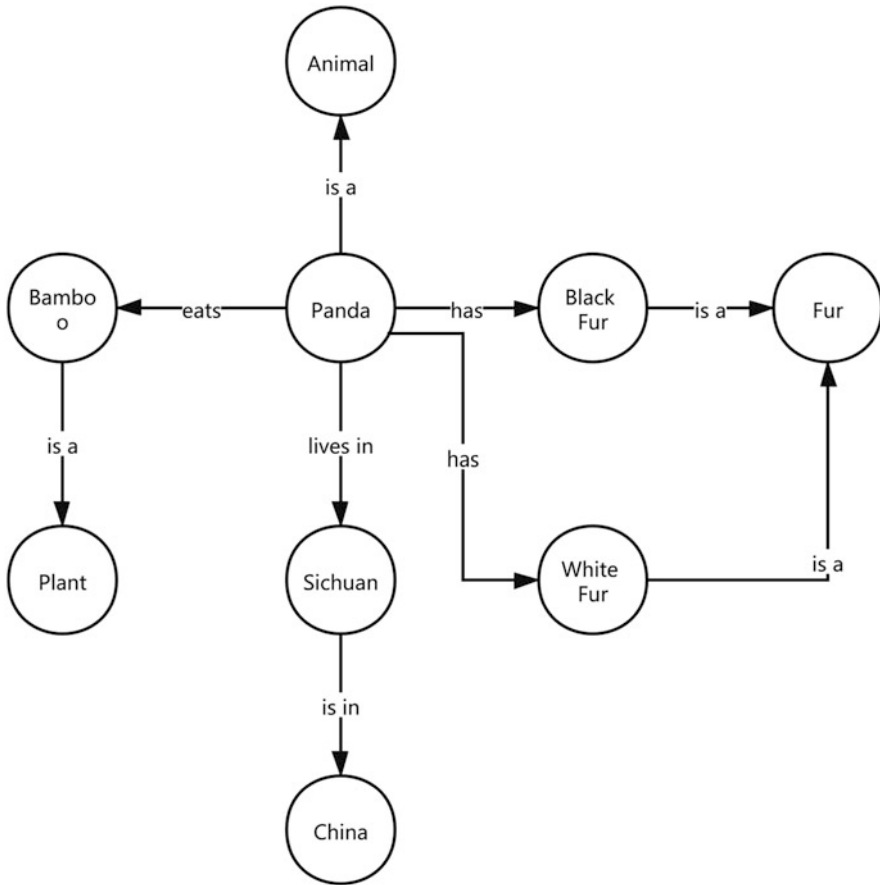 Animal
is a
Bambo
o
eats
Panda
has
Black
Fur
is a
Fur
is a
lives in
has
Plant
Sichuan
White
Fur
is a
is in
China